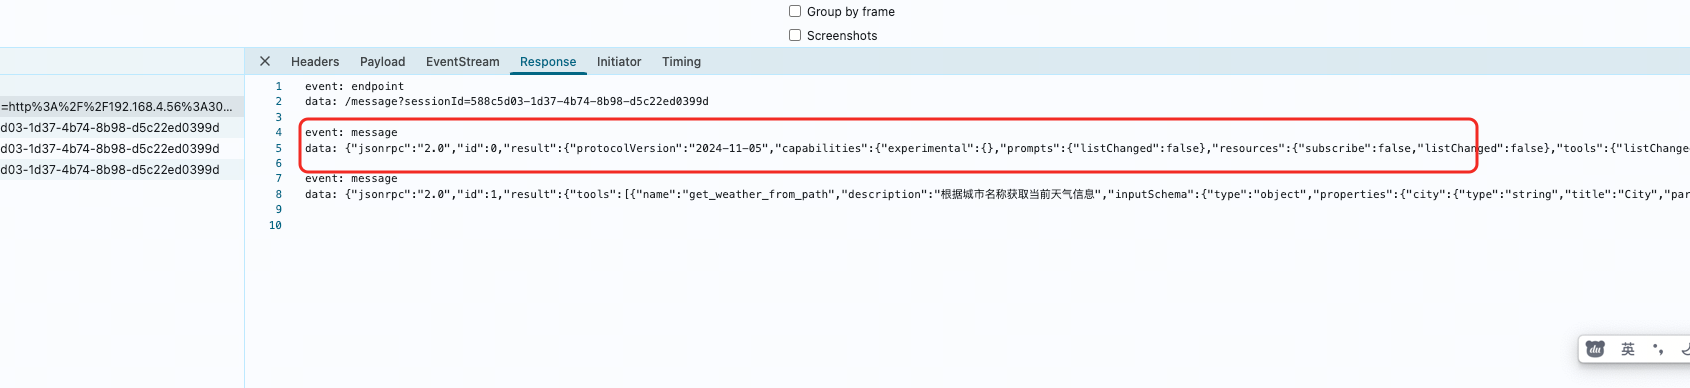 Group by frame
Screenshots
Headers Payload EventStream Response Initiator Timing
=http%3A%2F%2F192.168.4.56%3A30...
d03-1d37-4b74-8b98-d5c22ed0399d
d03-1d37-4b74-8b98-d5c22ed0399d
d03-1d37-4b74-8b98-d5c22ed0399d
1 event: endpoint
2 data: /message?sessionId=588c5d03-1d37-4b74-8b98-d5c22ed0399d
3
4 event: message
5 data: {"jsonrpc":"2.0","id":0,"result":{"protocolVersion":"2024-11-05","capabilities":{"experimental":{},"prompts":{"listChanged":false},"resources":{"subscribe":false,"listChanged":false},"tools":{"listChange
6
7 event: message
8 data: {"jsonrpc":"2.0","id":1,"result":{"tools":[{"name":"get_weather_from_path","description":"根据城市名称获取当前天气信息","inputSchema":{"type":"object","properties":{"city":{"type":"string","title":"City","par
9
10
du 英